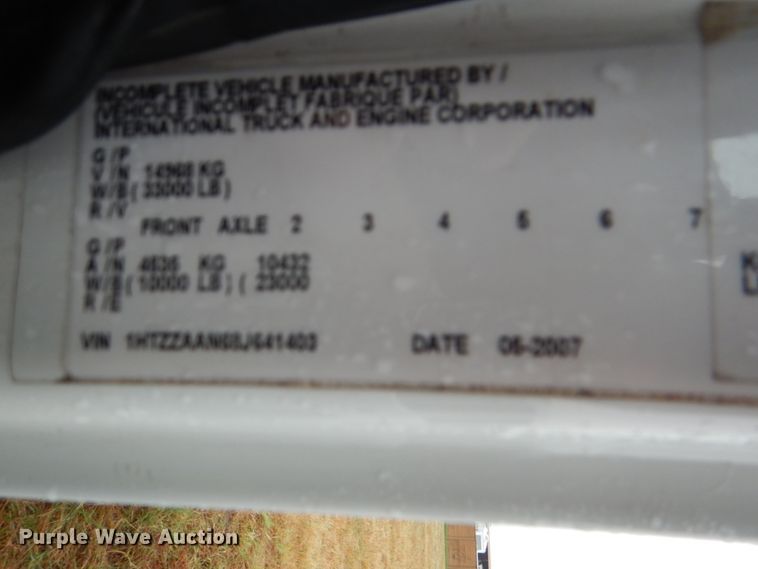 INCOMPLETE VEHICLE MANUFACTURED BY /
(VEHICULE INCOMPLET FABRIQUE PAR)
INTERNATIONAL TRUCK AND ENGINE CORPORATION
G / P
V / N 14968 KG
W/B ( 33000 LB )
R / V
FRONT AXLE 2 3 4 5 6 7
G / P
A / N 4536 KG 10432
W/B ( 10000 LB ) ( 23000
R / E
VIN DATE 06-2007
Purple Wave Auction